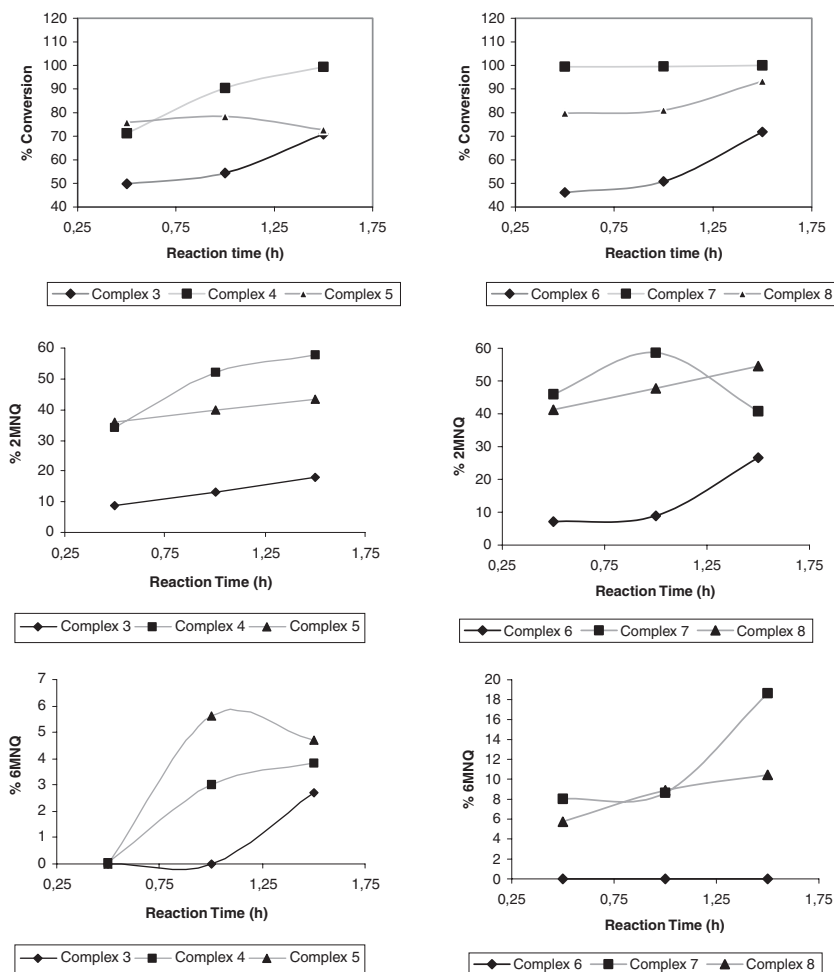 120
110
100
90
80
70
60
50
40
% Conversion
0,25 0,75 1,25 1,75
Reaction time (h)
Complex 3 Complex 4 Complex 5
120
110
100
90
80
70
60
50
40
% Conversion
0,25 0,75 1,25 1,75
Reaction time (h)
Complex 6 Complex 7 Complex 8
60
50
40
30
20
10
0
% 2MNQ
0,25 0,75 1,25 1,75
Reaction Time (h)
Complex 3 Complex 4 Complex 5
60
50
40
30
20
10
0
% 2MNQ
0,25 0,75 1,25 1,75
Reaction Time (h)
Complex 6 Complex 7 Complex 8
7
6
5
4
3
2
1
0
% 6MNQ
0,25 0,75 1,25 1,75
Reaction Time (h)
Complex 3 Complex 4 Complex 5
20
18
16
14
12
10
8
6
4
2
0
% 6MNQ
0,25 0,75 1,25 1,75
Reaction Time (h)
Complex 6 Complex 7 Complex 8